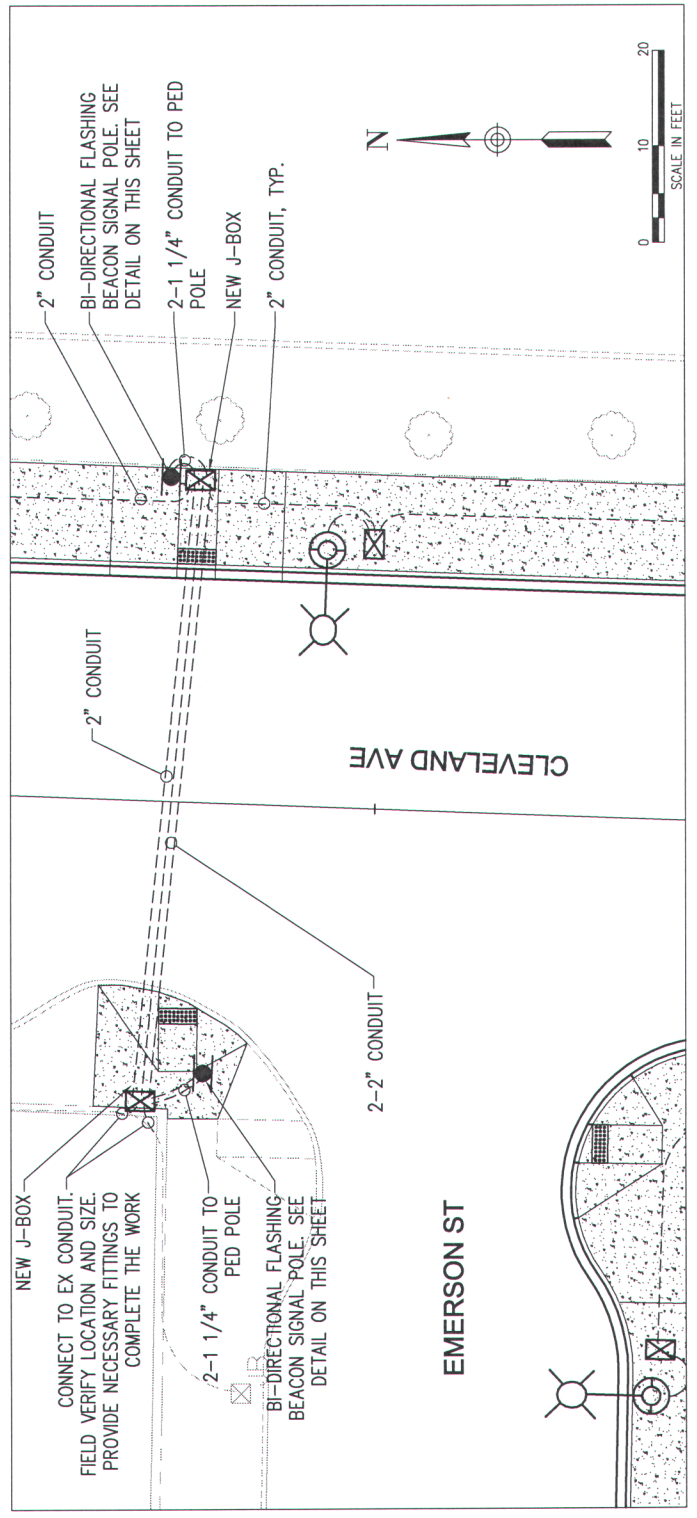 NEW J-BOX
CONNECT TO EX CONDUIT.
FIELD VERIFY LOCATION AND SIZE.
PROVIDE NECESSARY FITTINGS TO
COMPLETE THE WORK
2-1 1/4" CONDUIT TO
PED POLE
BI-DIRECTIONAL FLASHING
BEACON SIGNAL POLE. SEE
DETAIL ON THIS SHEET
EMERSON ST
2-2" CONDUIT
2" CONDUIT
CLEVELAND AVE
2" CONDUIT
BI-DIRECTIONAL FLASHING
BEACON SIGNAL POLE. SEE
DETAIL ON THIS SHEET
2-1 1/4" CONDUIT TO PED
POLE
NEW J-BOX
2" CONDUIT, TYP.
N
0 10 20
SCALE IN FEET